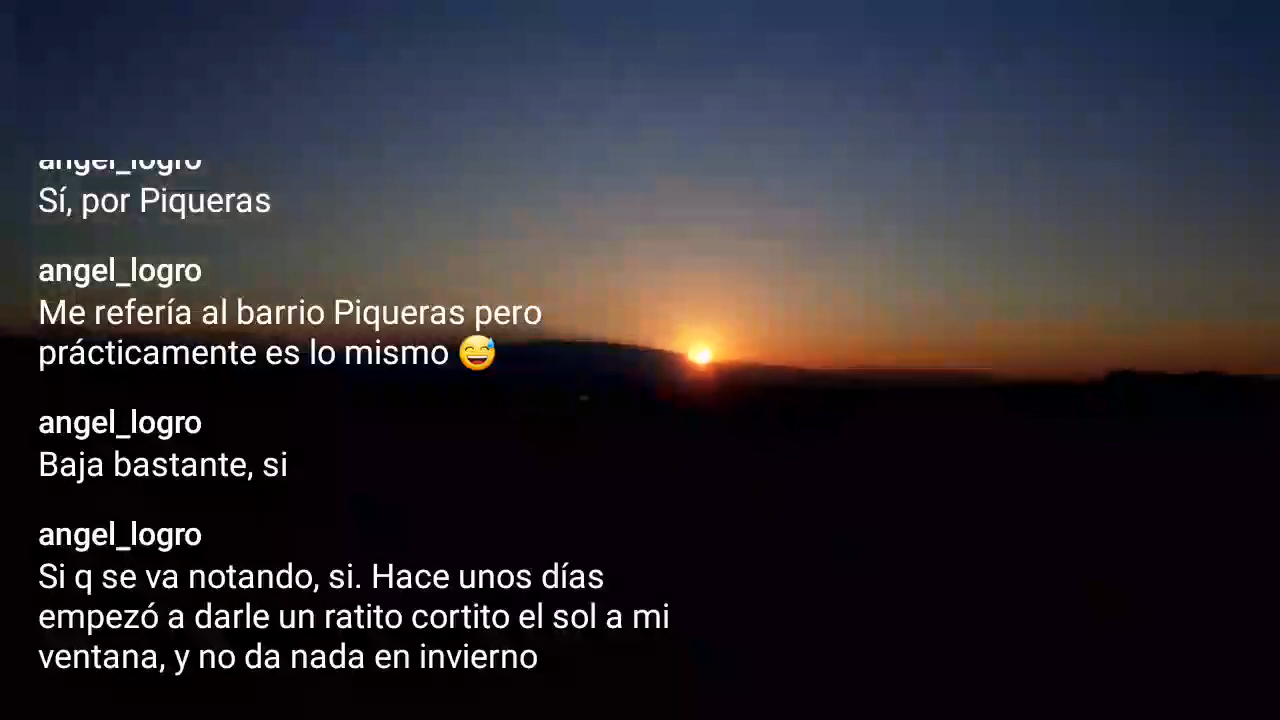 angel_logro
Sí, por Piqueras
angel_logro
Me refería al barrio Piqueras pero
prácticamente es lo mismo 😅
angel_logro
Baja bastante, si
angel_logro
Si q se va notando, si. Hace unos días
empezó a darle un ratito cortito el sol a mi
ventana, y no da nada en invierno